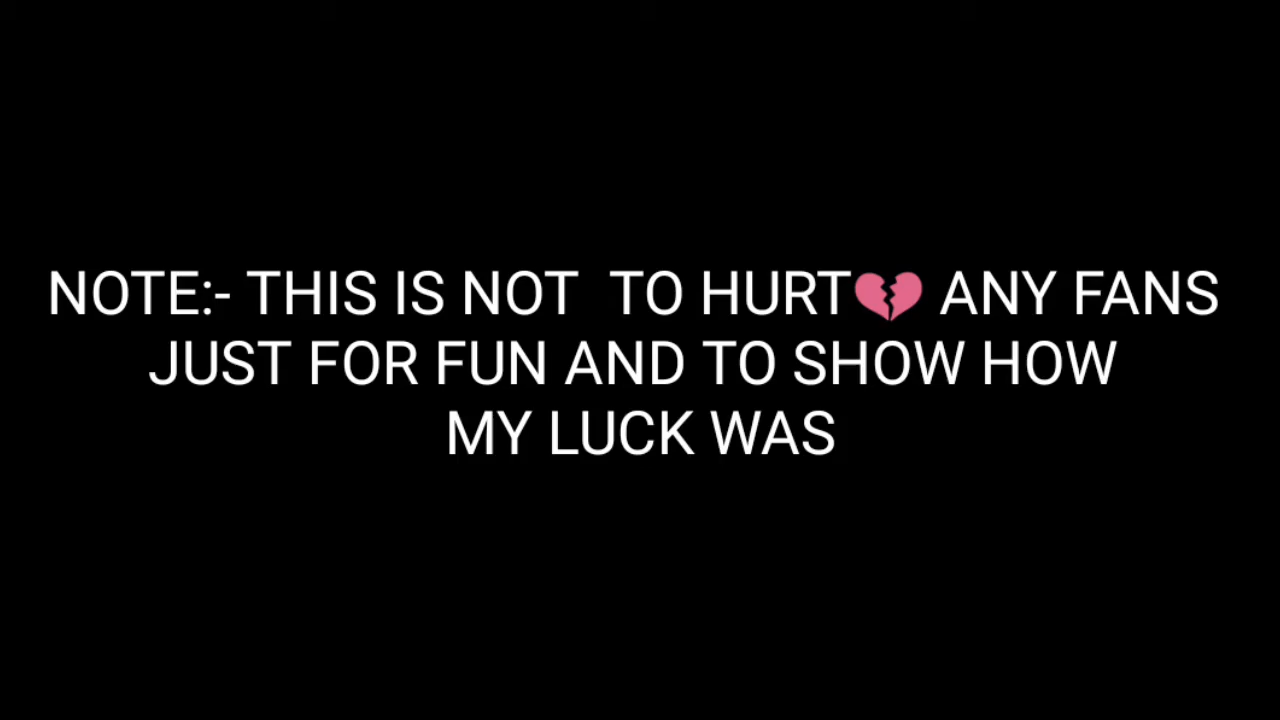 NOTE:- THIS IS NOT  TO HURT💔 ANY FANS
JUST FOR FUN AND TO SHOW HOW
MY LUCK WAS